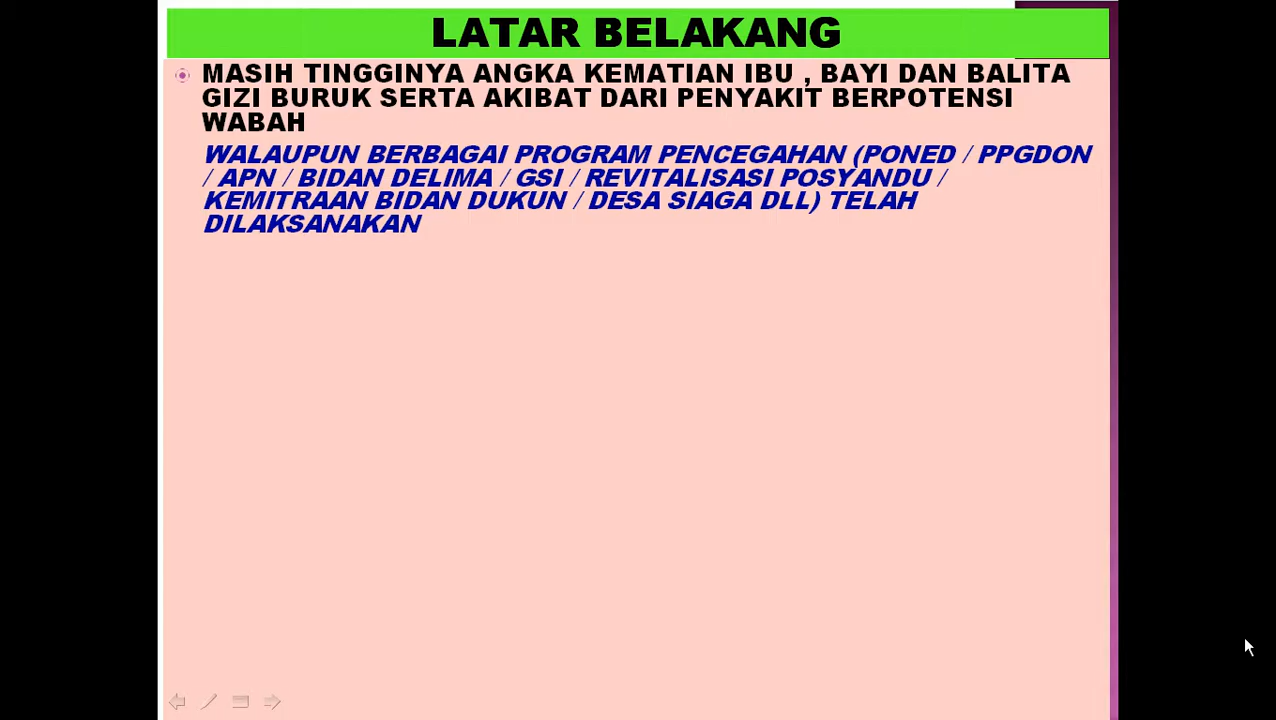 LATAR BELAKANG
MASIH TINGGINYA ANGKA KEMATIAN IBU , BAYI DAN BALITA
GIZI BURUK SERTA AKIBAT DARI PENYAKIT BERPOTENSI
WABAH
WALAUPUN BERBAGAI PROGRAM PENCEGAHAN (PONED / PPGDON
/ APN / BIDAN DELIMA / GSI / REVITALISASI POSYANDU /
KEMITRAAN BIDAN DUKUN / DESA SIAGA DLL) TELAH
DILAKSANAKAN